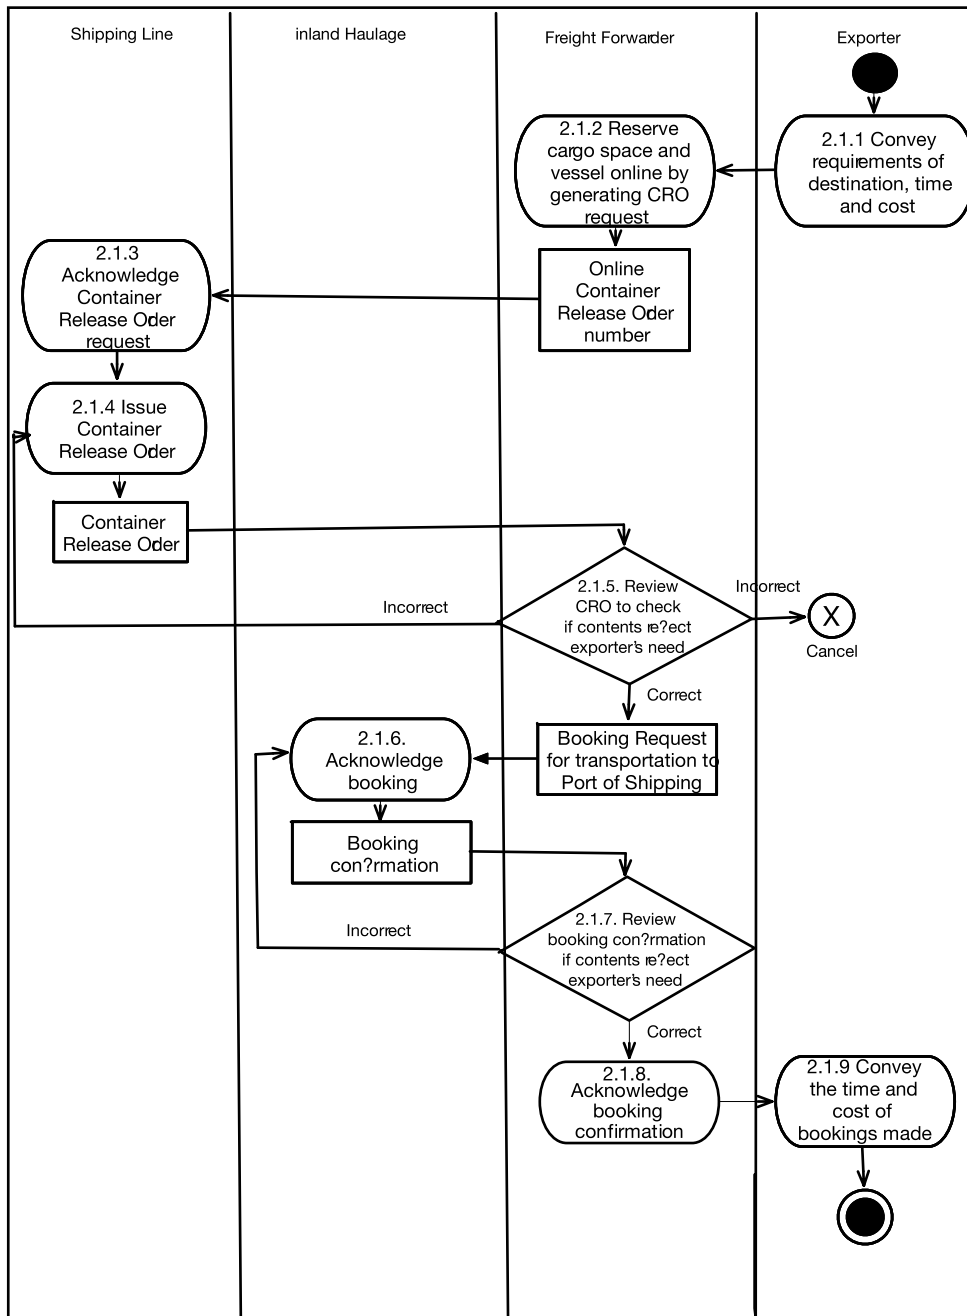 Shipping Line
inland Haulage
Freight Forwarder
Exporter
2.1.1 Convey
requirements of
destination, time
and cost
2.1.2 Reserve
cargo space and
vessel online by
generating CRO
request
Online
Container
Release Order
number
2.1.3
Acknowledge
Container
Release Order
request
2.1.4 Issue
Container
Release Order
Container
Release Order
2.1.5. Review
CRO to check
if contents re?ect
exporter's need
Incorrect
Incorrect
X
Cancel
Correct
Booking Request
for transportation to
Port of Shipping
2.1.6.
Acknowledge
booking
Booking
con?rmation
2.1.7. Review
booking con?rmation
if contents re?ect
exporter's need
Incorrect
Correct
2.1.8.
Acknowledge
booking
confirmation
2.1.9 Convey
the time and
cost of
bookings made